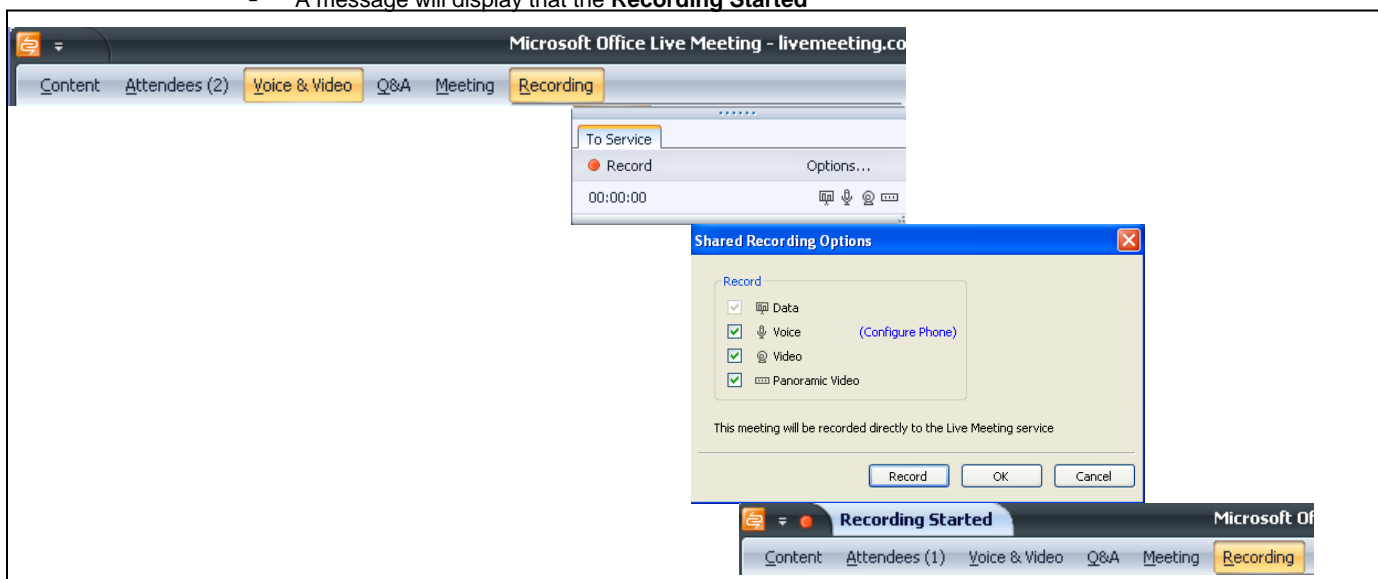 - A message will display that the Recording Started
Microsoft Office Live Meeting - livemeeting.co
Content Attendees (2) Voice & Video Q&A Meeting Recording
To Service
Record Options...
00:00:00
Shared Recording Options
Record
Data
Voice (Configure Phone)
Video
Panoramic Video
This meeting will be recorded directly to the Live Meeting service
Record OK Cancel
Recording Started Microsoft Of
Content Attendees (1) Voice & Video Q&A Meeting Recording